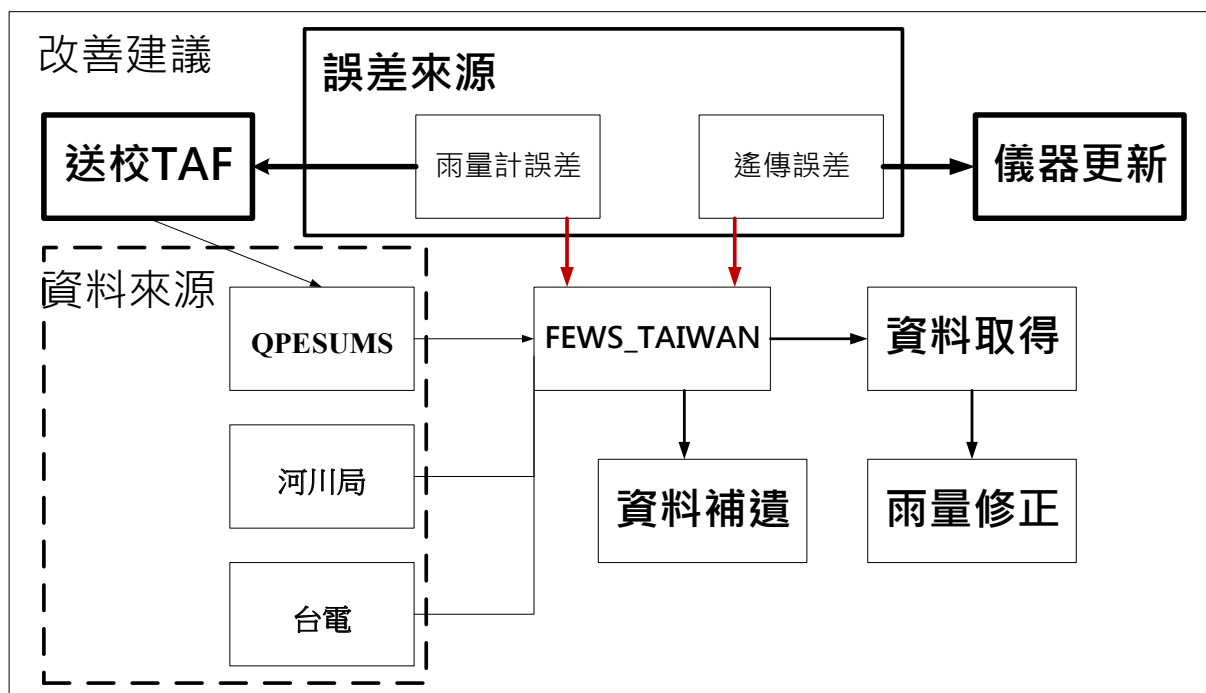 改善建議
誤差來源
送校TAF
雨量計誤差
遙傳誤差
儀器更新
資料來源
QPESUMS
FEWS_TAIWAN
資料取得
河川局
資料補遺
雨量修正
台電